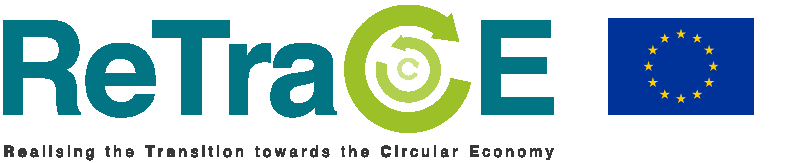 ReTraCE
Realising the Transition towards the Circular Economy